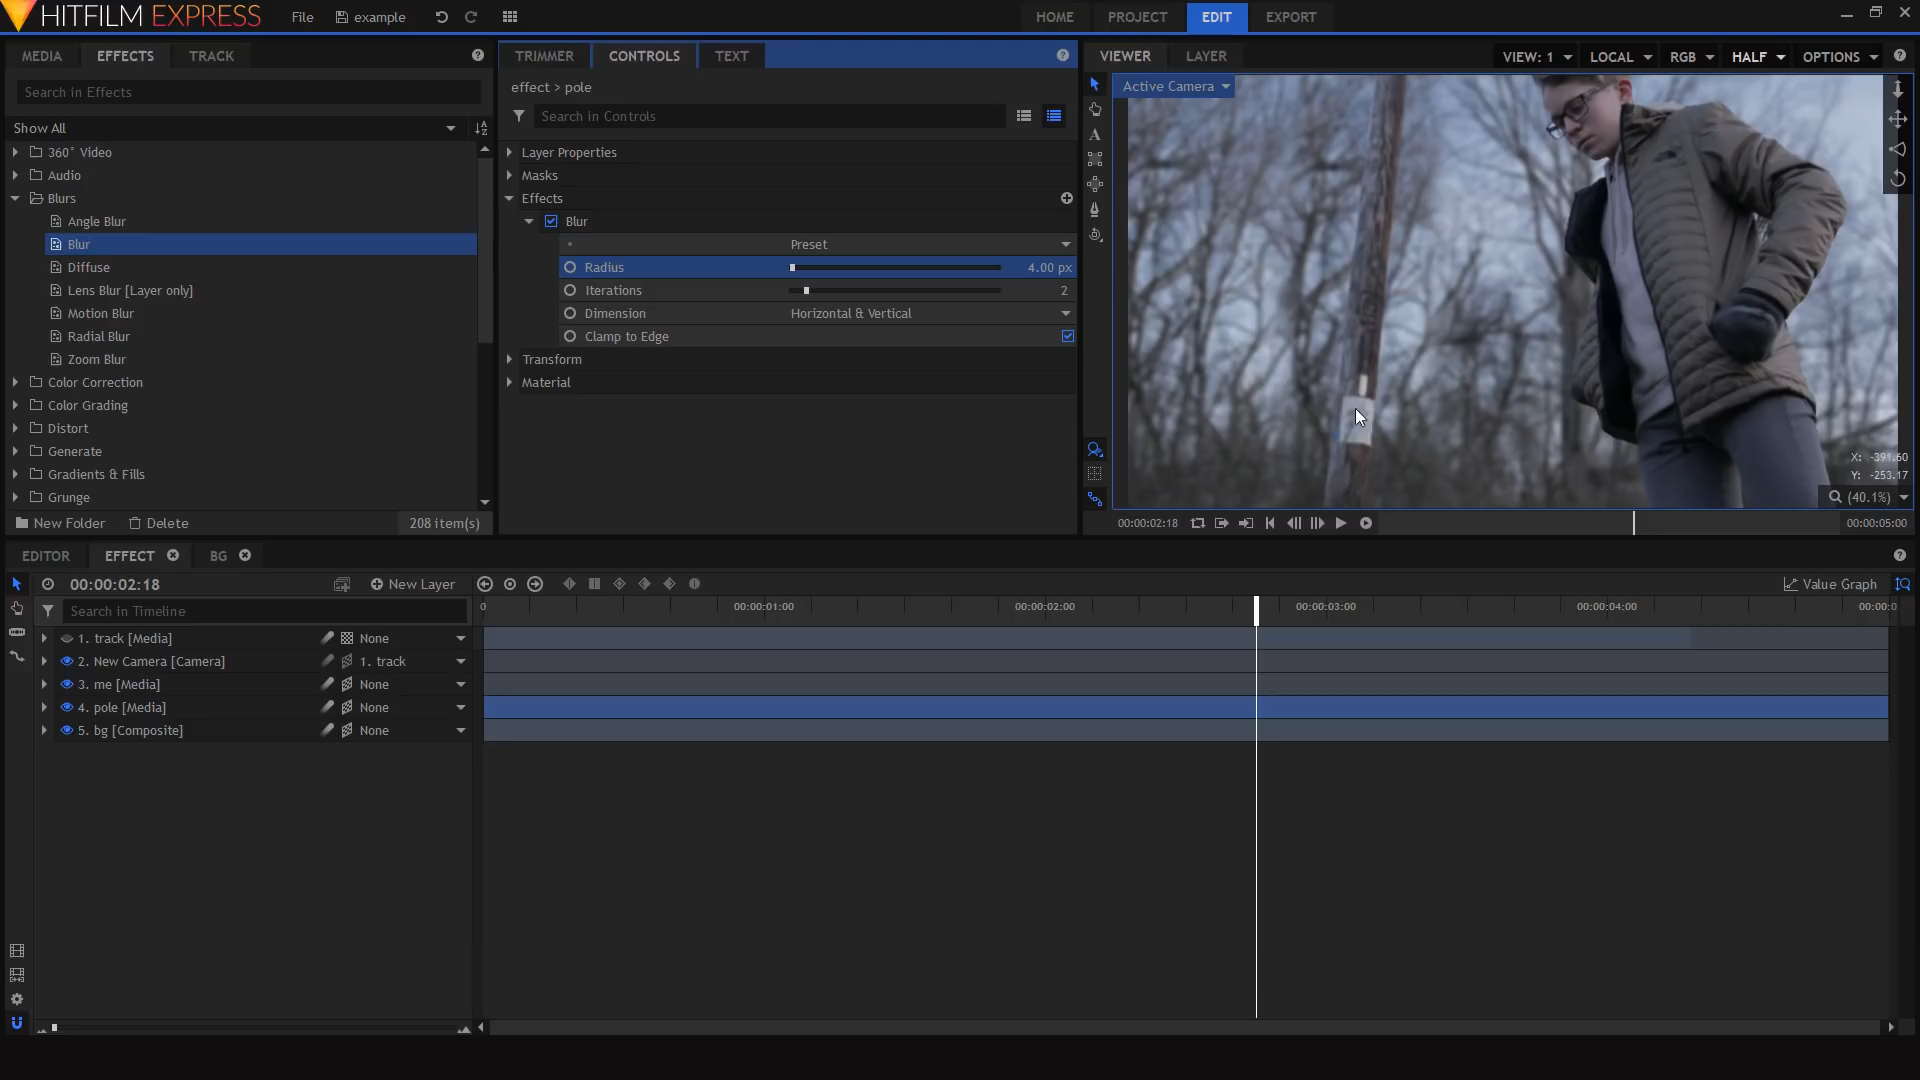 HITFILM EXPRESS
File
example
HOME
PROJECT
EDIT
EXPORT
MEDIA
EFFECTS
TRACK
Search in Effects
Show All
360° Video
Audio
Blurs
Angle Blur
Blur
Diffuse
Lens Blur [Layer only]
Motion Blur
Radial Blur
Zoom Blur
Color Correction
Color Grading
Distort
Generate
Gradients & Fills
Grunge
New Folder
Delete
208 item(s)
TRIMMER
CONTROLS
TEXT
effect > pole
Search in Controls
Layer Properties
Masks
Effects
Blur
Preset
Radius 4.00 px
Iterations 2
Dimension Horizontal & Vertical
Clamp to Edge
Transform
Material
VIEWER
LAYER
VIEW: 1
LOCAL
RGB
HALF
OPTIONS
Active Camera
X: -391.60
Y: -253.17
(40.1%)
00:00:02:18
00:00:05:00
EDITOR
EFFECT
BG
00:00:02:18
New Layer
Value Graph
Search in Timeline
0
00:00:01:00
00:00:02:00
00:00:03:00
00:00:04:00
00:00:0
1. track [Media] None
2. New Camera [Camera] 1. track
3. me [Media] None
4. pole [Media] None
5. bg [Composite] None